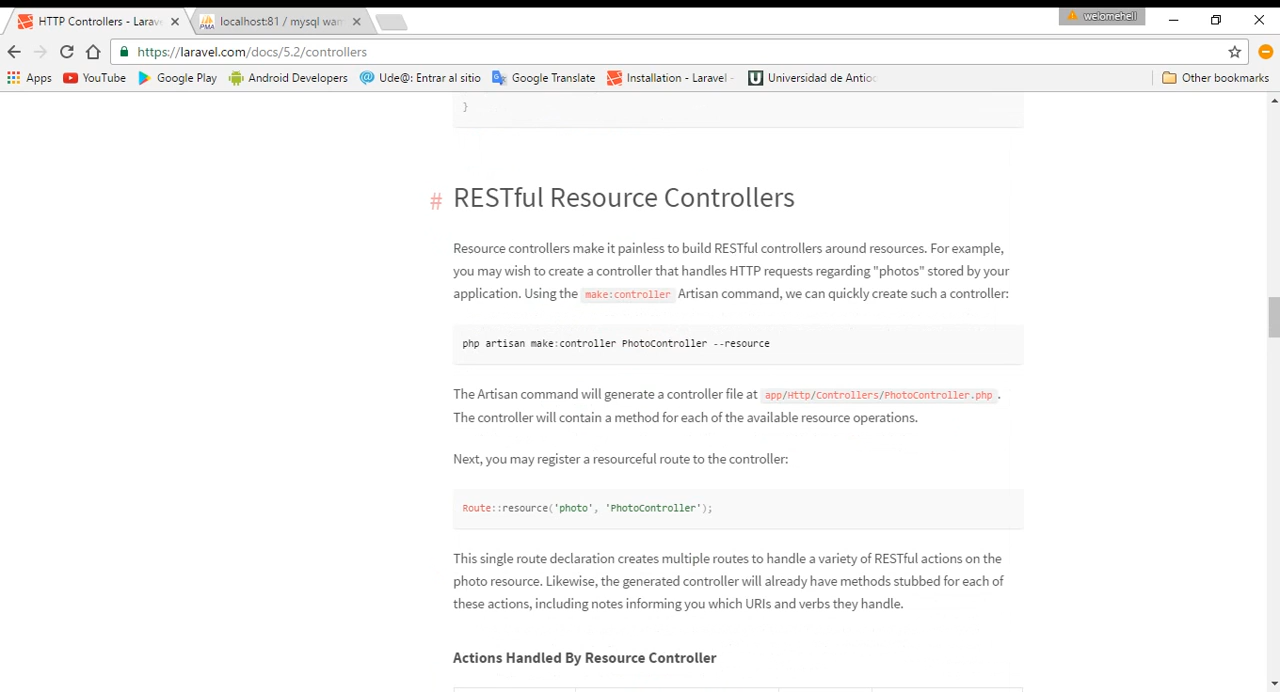 HTTP Controllers - Larav
localhost:81 / mysql wam
welomehell
https://laravel.com/docs/5.2/controllers
Apps YouTube Google Play Android Developers Ude@: Entrar al sitio Google Translate Installation - Laravel - Universidad de Antioc Other bookmarks
}
# RESTful Resource Controllers
Resource controllers make it painless to build RESTful controllers around resources. For example,
you may wish to create a controller that handles HTTP requests regarding "photos" stored by your
application. Using the make:controller Artisan command, we can quickly create such a controller:
php artisan make:controller PhotoController --resource
The Artisan command will generate a controller file at app/Http/Controllers/PhotoController.php.
The controller will contain a method for each of the available resource operations.
Next, you may register a resourceful route to the controller:
Route::resource('photo', 'PhotoController');
This single route declaration creates multiple routes to handle a variety of RESTful actions on the
photo resource. Likewise, the generated controller will already have methods stubbed for each of
these actions, including notes informing you which URIs and verbs they handle.
Actions Handled By Resource Controller